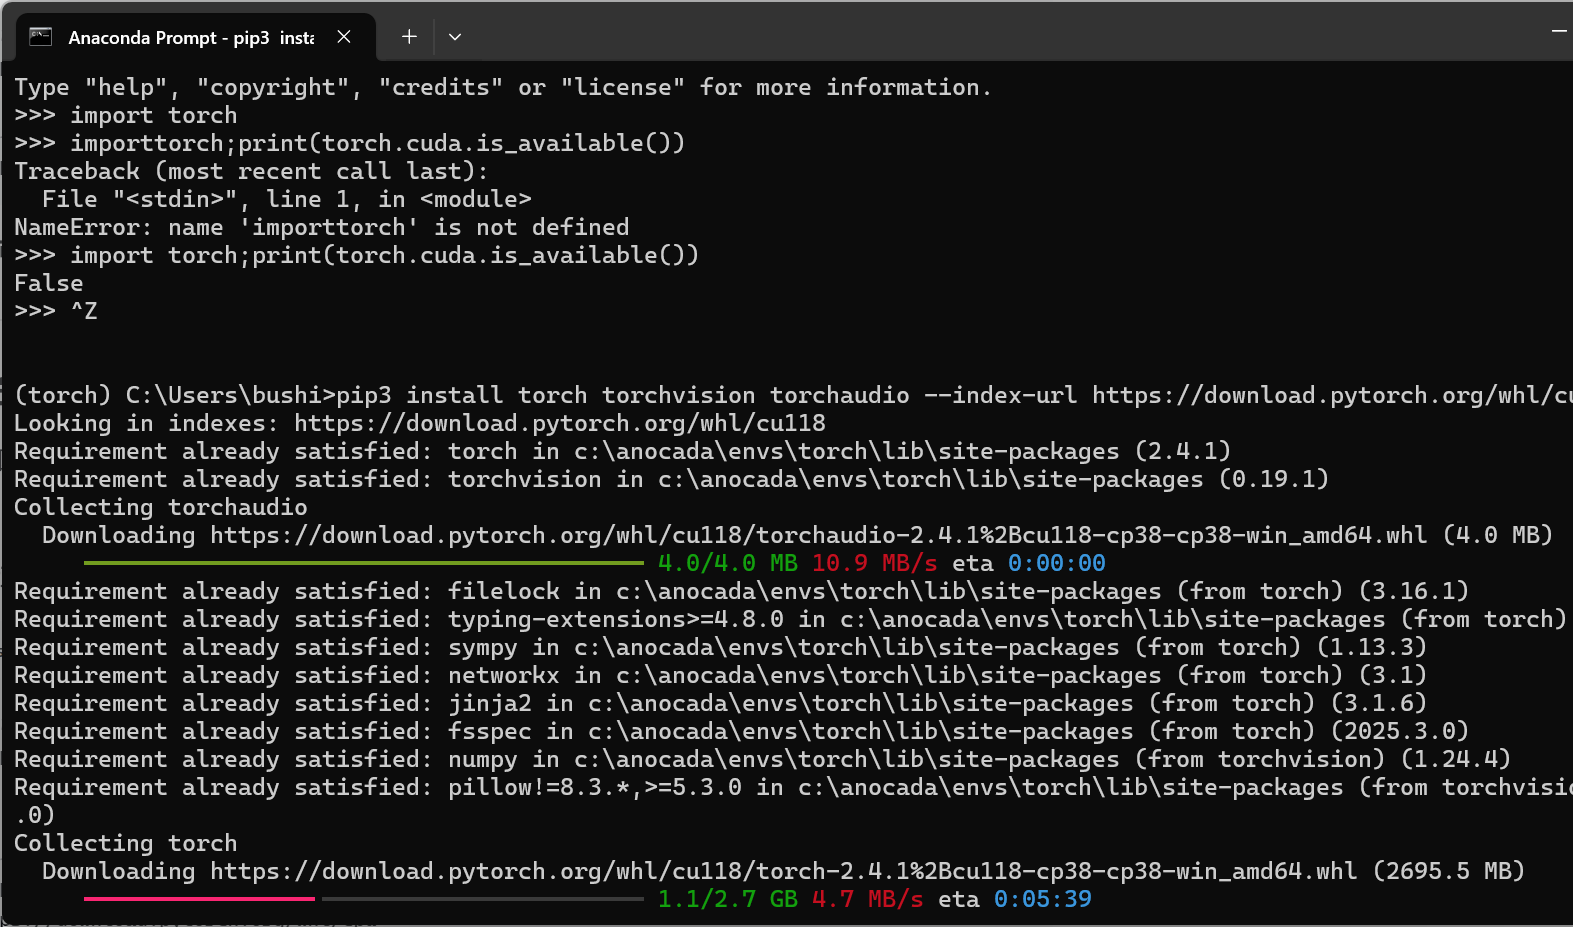 Anaconda Prompt - pip3 insta
Type "help", "copyright", "credits" or "license" for more information.
>>> import torch
>>> importtorch;print(torch.cuda.is_available())
Traceback (most recent call last):
  File "<stdin>", line 1, in <module>
NameError: name 'importtorch' is not defined
>>> import torch;print(torch.cuda.is_available())
False
>>> ^Z
(torch) C:\Users\bushi>pip3 install torch torchvision torchaudio --index-url https://download.pytorch.org/whl/cu
Looking in indexes: https://download.pytorch.org/whl/cu118
Requirement already satisfied: torch in c:\anocada\envs\torch\lib\site-packages (2.4.1)
Requirement already satisfied: torchvision in c:\anocada\envs\torch\lib\site-packages (0.19.1)
Collecting torchaudio
  Downloading https://download.pytorch.org/whl/cu118/torchaudio-2.4.1%2Bcu118-cp38-cp38-win_amd64.whl (4.0 MB)
4.0/4.0 MB 10.9 MB/s eta 0:00:00
Requirement already satisfied: filelock in c:\anocada\envs\torch\lib\site-packages (from torch) (3.16.1)
Requirement already satisfied: typing-extensions>=4.8.0 in c:\anocada\envs\torch\lib\site-packages (from torch)
Requirement already satisfied: sympy in c:\anocada\envs\torch\lib\site-packages (from torch) (1.13.3)
Requirement already satisfied: networkx in c:\anocada\envs\torch\lib\site-packages (from torch) (3.1)
Requirement already satisfied: jinja2 in c:\anocada\envs\torch\lib\site-packages (from torch) (3.1.6)
Requirement already satisfied: fsspec in c:\anocada\envs\torch\lib\site-packages (from torch) (2025.3.0)
Requirement already satisfied: numpy in c:\anocada\envs\torch\lib\site-packages (from torchvision) (1.24.4)
Requirement already satisfied: pillow!=8.3.*,>=5.3.0 in c:\anocada\envs\torch\lib\site-packages (from torchvisio
.0)
Collecting torch
  Downloading https://download.pytorch.org/whl/cu118/torch-2.4.1%2Bcu118-cp38-cp38-win_amd64.whl (2695.5 MB)
1.1/2.7 GB 4.7 MB/s eta 0:05:39